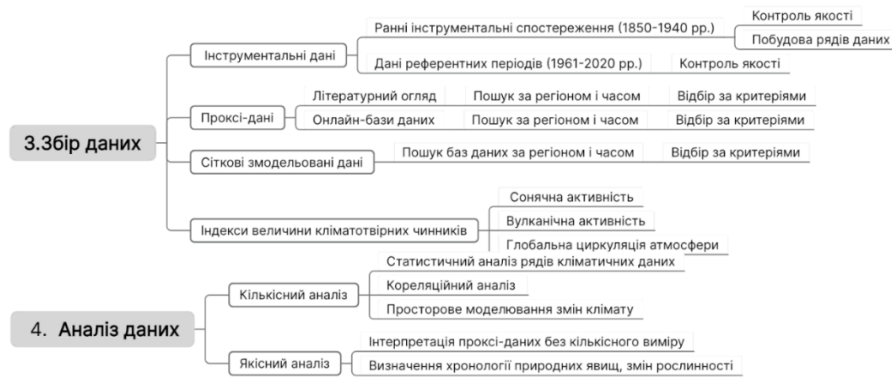 3.Збір даних
Інструментальні дані
Ранні інструментальні спостереження (1850-1940 рр.)
Контроль якості
Побудова рядів даних
Дані референтних періодів (1961-2020 рр.)
Контроль якості
Проксі-дані
Літературний огляд
Пошук за регіоном і часом
Відбір за критеріями
Онлайн-бази даних
Пошук за регіоном і часом
Відбір за критеріями
Сіткові змодельовані дані
Пошук баз даних за регіоном і часом
Відбір за критеріями
Індекси величини кліматотвірних чинників
Сонячна активність
Вулканічна активність
Глобальна циркуляція атмосфери
4. Аналіз даних
Кількісний аналіз
Статистичний аналіз рядів кліматичних даних
Кореляційний аналіз
Просторове моделювання змін клімату
Якісний аналіз
Інтерпретація проксі-даних без кількісного виміру
Визначення хронології природних явищ, змін рослинності